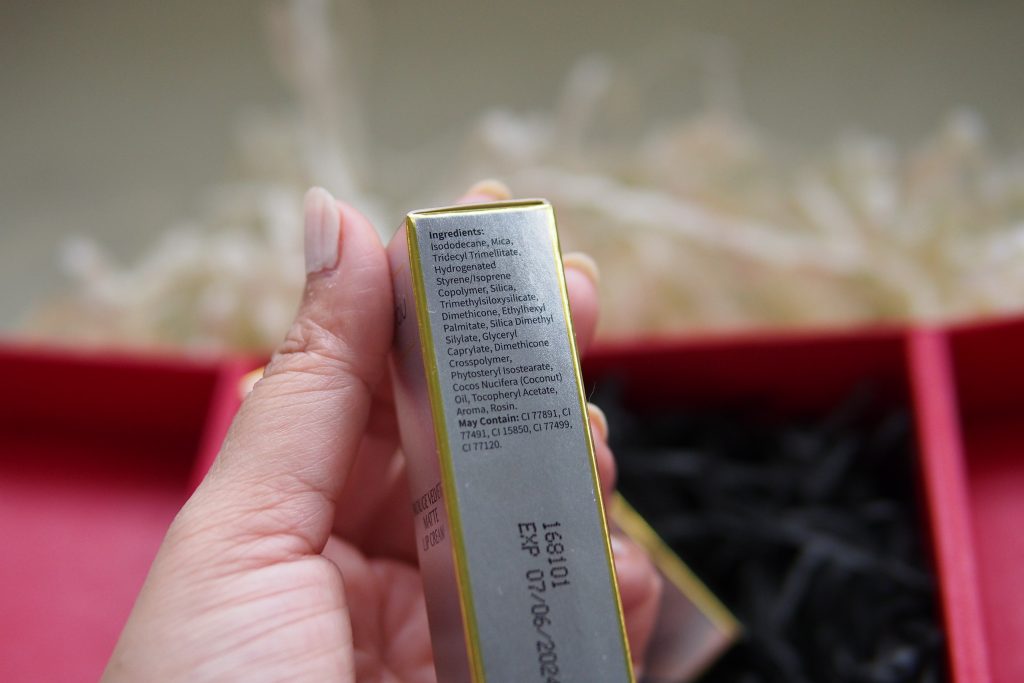 Ingredients:
Isododecane, Mica,
Tridecyl Trimellitate,
Hydrogenated
Styrene/Isoprene
Copolymer, Silica,
Trimethylsiloxysilicate,
Dimethicone, Ethylhexyl
Palmitate, Silica Dimethyl
Silylate, Glyceryl
Caprylate, Dimethicone
Crosspolymer,
Phytosteryl Isostearate,
Cocos Nucifera (Coconut)
Oil, Tocopheryl Acetate,
Aroma, Rosin.
May Contain: CI 77891, CI
77491, CI 15850, CI 77499,
CI 77120.
168101
EXP 07/06/2024
VELVET
MATTE
LIP CREAM